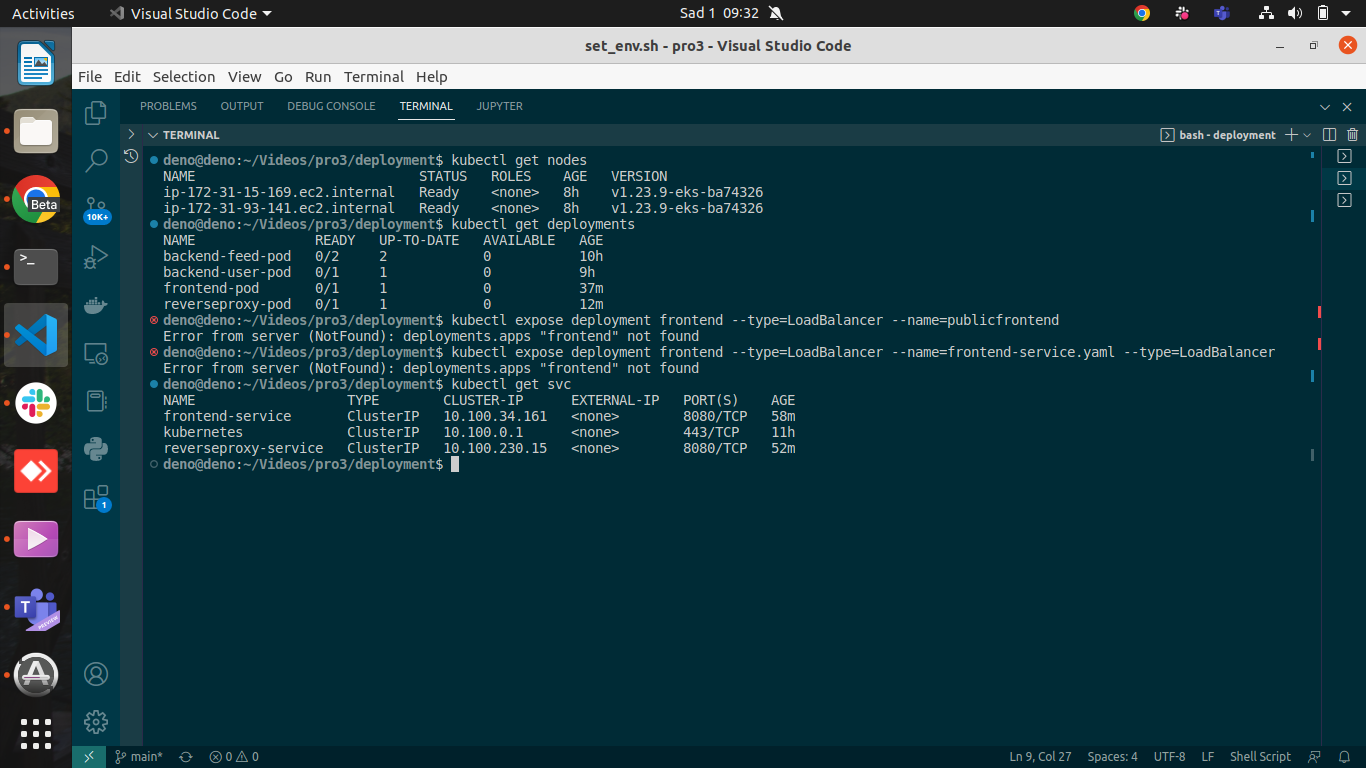 Activities Visual Studio Code Sad 1 09:32
set_env.sh - pro3 - Visual Studio Code
File Edit Selection View Go Run Terminal Help
PROBLEMS OUTPUT DEBUG CONSOLE TERMINAL JUPYTER
TERMINAL bash - deployment
deno@deno:~/Videos/pro3/deployment$ kubectl get nodes
NAME STATUS ROLES AGE VERSION
ip-172-31-15-169.ec2.internal Ready <none> 8h v1.23.9-eks-ba74326
ip-172-31-93-141.ec2.internal Ready <none> 8h v1.23.9-eks-ba74326
deno@deno:~/Videos/pro3/deployment$ kubectl get deployments
NAME READY UP-TO-DATE AVAILABLE AGE
backend-feed-pod 0/2 2 0 10h
backend-user-pod 0/1 1 0 9h
frontend-pod 0/1 1 0 37m
reverseproxy-pod 0/1 1 0 12m
deno@deno:~/Videos/pro3/deployment$ kubectl expose deployment frontend --type=LoadBalancer --name=publicfrontend
Error from server (NotFound): deployments.apps "frontend" not found
deno@deno:~/Videos/pro3/deployment$ kubectl expose deployment frontend --type=LoadBalancer --name=frontend-service.yaml --type=LoadBalancer
Error from server (NotFound): deployments.apps "frontend" not found
deno@deno:~/Videos/pro3/deployment$ kubectl get svc
NAME TYPE CLUSTER-IP EXTERNAL-IP PORT(S) AGE
frontend-service ClusterIP 10.100.34.161 <none> 8080/TCP 58m
kubernetes ClusterIP 10.100.0.1 <none> 443/TCP 11h
reverseproxy-service ClusterIP 10.100.230.15 <none> 8080/TCP 52m
deno@deno:~/Videos/pro3/deployment$
Beta
10K+
>_
1
T
PREVIEW
main* 0 0 Ln 9, Col 27 Spaces: 4 UTF-8 LF Shell Script